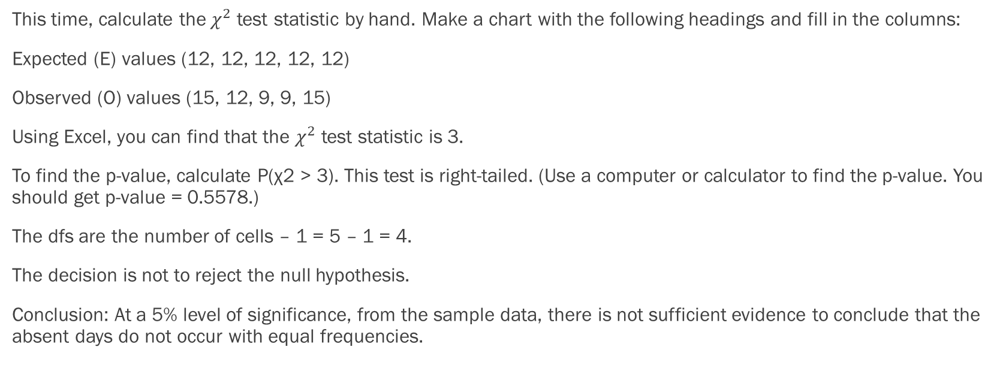 This time, calculate the χ² test statistic by hand. Make a chart with the following headings and fill in the columns:
Expected (E) values (12, 12, 12, 12, 12)
Observed (O) values (15, 12, 9, 9, 15)
Using Excel, you can find that the χ² test statistic is 3.
To find the p-value, calculate P(χ2 > 3). This test is right-tailed. (Use a computer or calculator to find the p-value. You
should get p-value = 0.5578.)
The dfs are the number of cells – 1 = 5 – 1 = 4.
The decision is not to reject the null hypothesis.
Conclusion: At a 5% level of significance, from the sample data, there is not sufficient evidence to conclude that the
absent days do not occur with equal frequencies.